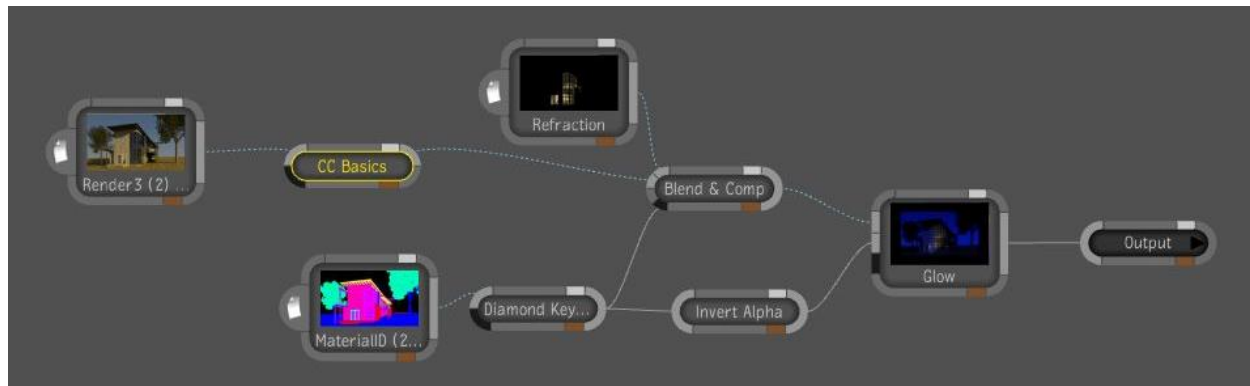 Refraction
Render3 (2) ...
CC Basics
Blend & Comp
Glow
Output
MaterialID (2...
Diamond Key...
Invert Alpha